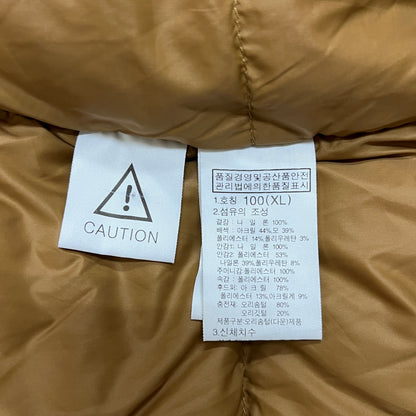 CAUTION
품질경영및공산품안전
관리법에의한품질표시
1.호칭 100(XL)
2.섬유의 조성
겉감: 나 일 론 100%
배색: 아크릴 44%,모 39%
폴리에스터 14%,폴리우레탄 3%
안감1: 나 일 론 100%
안감2: 폴리에스터 53%
나일론 39%,폴리우레탄 8%
주머니감:폴리에스터 100%
속감: 폴리에스터 100%
후드위: 아 크 릴 78%
폴리에스터 13%,아크릴계 9%
충전재: 오리솜털 80%
오리깃털 20%
제품구분:오리솜털(다운)제품
3.신체치수